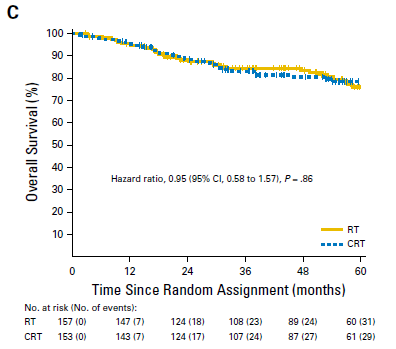 C
Overall Survival (%)
100
90
80
70
60
50
40
30
20
10
Hazard ratio, 0.95 (95% CI, 0.58 to 1.57), P = .86
RT
CRT
0 12 24 36 48 60
Time Since Random Assignment (months)
No. at risk (No. of events):
RT 157 (0) 147 (7) 124 (18) 108 (23) 89 (24) 60 (31)
CRT 153 (0) 143 (7) 124 (17) 107 (24) 87 (27) 61 (29)